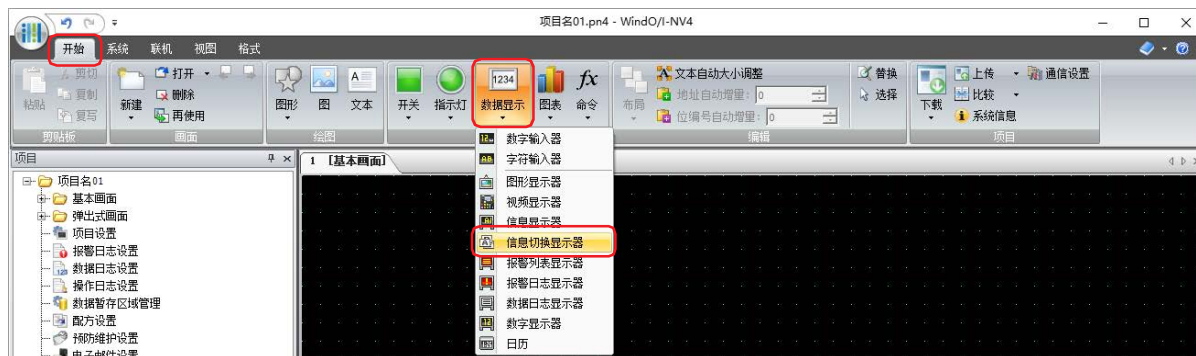 项目名01.pn4 - WindO/I-NV4
开始 系统 联机 视图 格式
粘贴 剪切 复制 复写 剪贴板
新建 打开 删除 再使用 画面
图形 图 A 文本 绘图
开关 指示灯 1234 数据显示 图表 fx 命令
布局 文本自动大小调整 地址自动增量: 0 位编号自动增量: 0 替换 选择 编辑
下载 上传 比较 系统信息 通信设置 项目
项目
1 [基本画面]
项目名01
基本画面
弹出式画面
项目设置
报警日志设置
数据日志设置
操作日志设置
数据暂存区域管理
配方设置
预防维护设置
电子邮件设置
数字输入器
字符输入器
图形显示器
视频显示器
信息显示器
信息切换显示器
报警列表显示器
报警日志显示器
数据日志显示器
数字显示器
日历